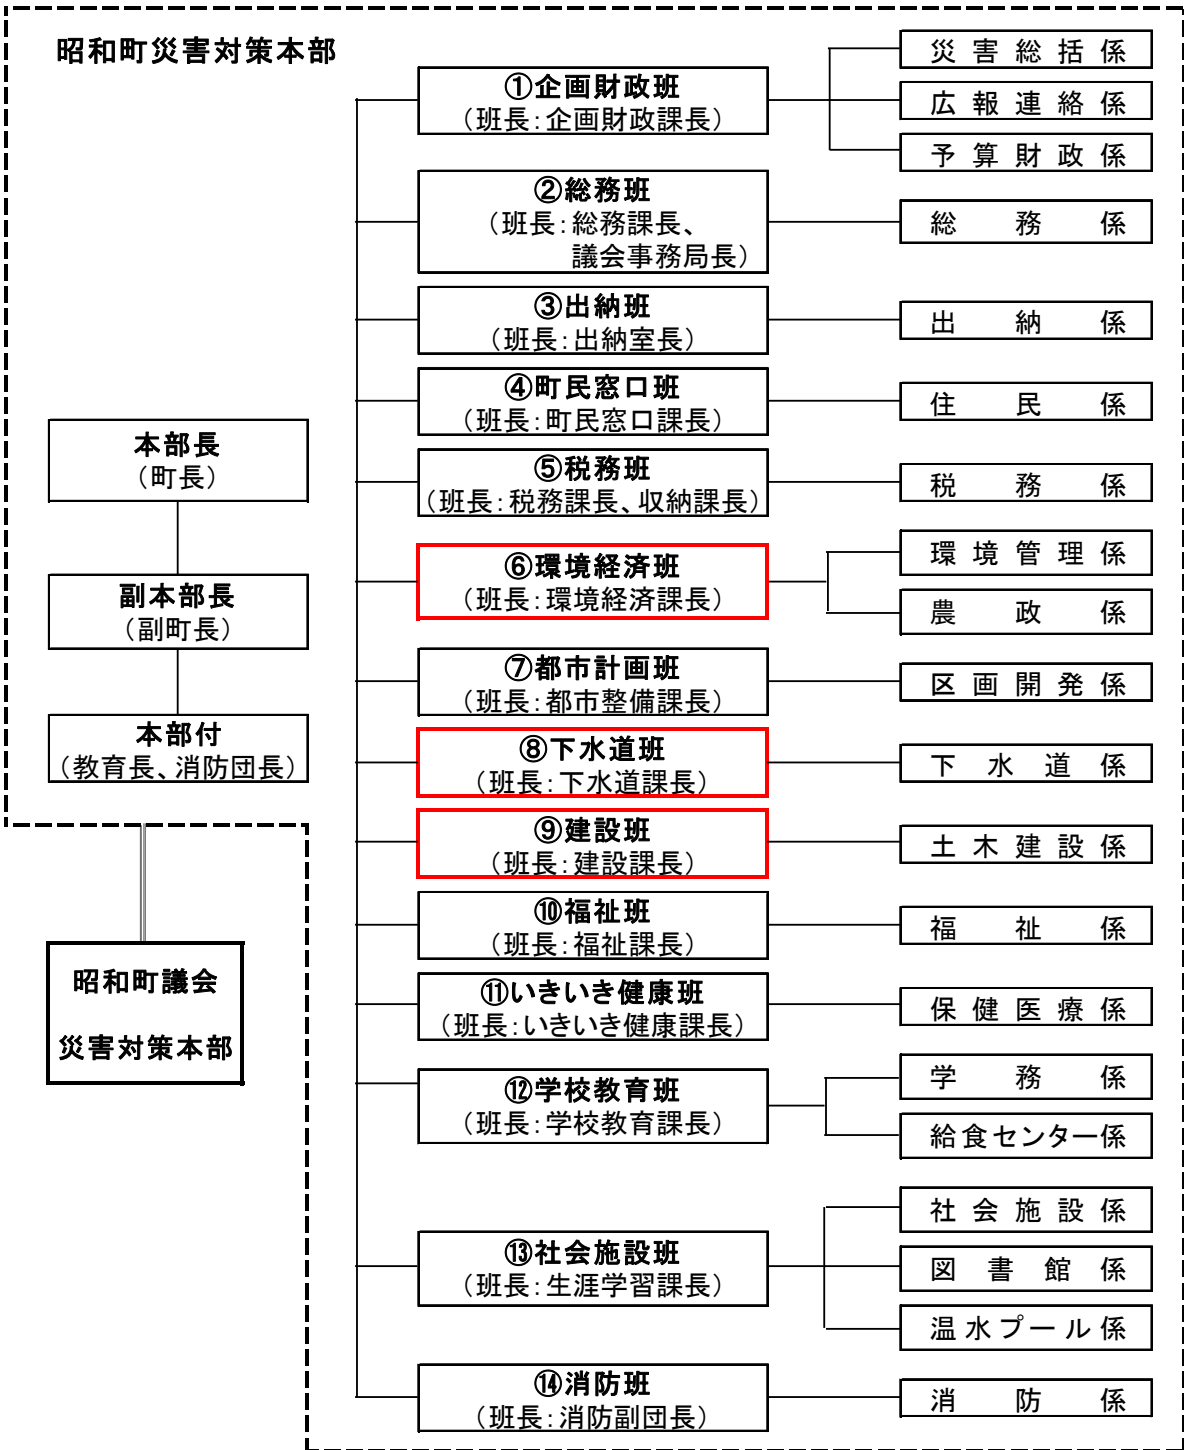 昭和町災害対策本部
本部長
（町長）
副本部長
（副町長）
本部付
（教育長、消防団長）
昭和町議会
災害対策本部
①企画財政班
（班長：企画財政課長）
災害総括係
広報連絡係
予算財政係
②総務班
（班長：総務課長、
議会事務局長）
総務係
③出納班
（班長：出納室長）
出納係
④町民窓口班
（班長：町民窓口課長）
住民係
⑤税務班
（班長：税務課長、収納課長）
税務係
⑥環境経済班
（班長：環境経済課長）
環境管理係
農政係
⑦都市計画班
（班長：都市整備課長）
区画開発係
⑧下水道班
（班長：下水道課長）
下水道係
⑨建設班
（班長：建設課長）
土木建設係
⑩福祉班
（班長：福祉課長）
福祉係
⑪いきいき健康班
（班長：いきいき健康課長）
保健医療係
⑫学校教育班
（班長：学校教育課長）
学務係
給食センター係
⑬社会施設班
（班長：生涯学習課長）
社会施設係
図書館係
温水プール係
⑭消防班
（班長：消防副団長）
消防係